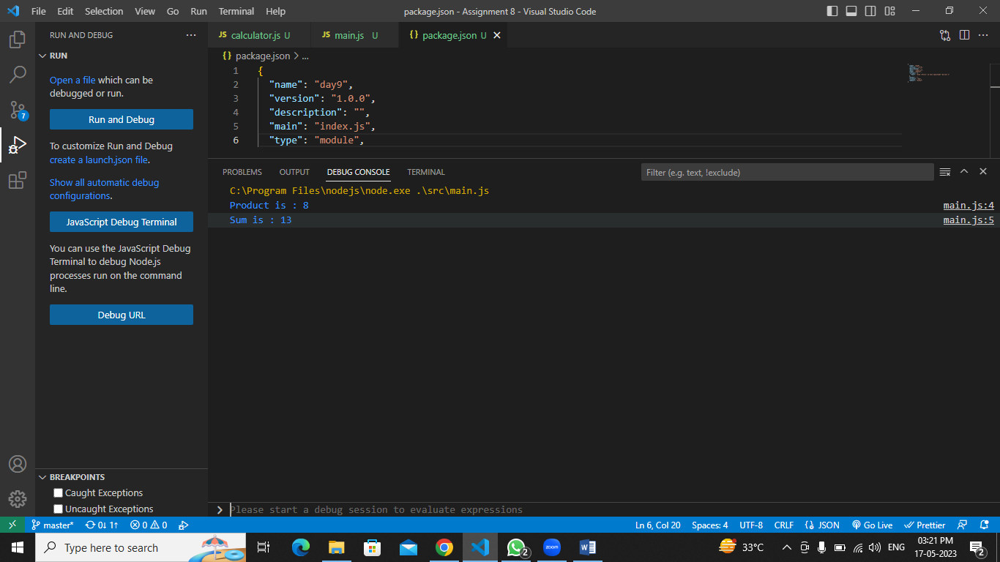 File Edit Selection View Go Run Terminal Help
package.json - Assignment 8 - Visual Studio Code
RUN AND DEBUG
RUN
Open a file which can be
debugged or run.
Run and Debug
To customize Run and Debug
create a launch.json file.
Show all automatic debug
configurations.
JavaScript Debug Terminal
You can use the JavaScript Debug
Terminal to debug Node.js
processes run on the command
line.
Debug URL
BREAKPOINTS
Caught Exceptions
Uncaught Exceptions
7
JS calculator.js U
JS main.js U
{} package.json U
{} package.json > ...
1 {
2 "name": "day9",
3 "version": "1.0.0",
4 "description": "",
5 "main": "index.js",
6 "type": "module",
PROBLEMS OUTPUT DEBUG CONSOLE TERMINAL
Filter (e.g. text, !exclude)
C:\Program Files\nodejs\node.exe .\src\main.js
Product is : 8 main.js:4
Sum is : 13 main.js:5
Please start a debug session to evaluate expressions
master* 0↓ 1↑ 0 0
Ln 6, Col 20 Spaces: 4 UTF-8 CRLF {} JSON Go Live Prettier
Type here to search
2
zoom
W
33°C
ENG
03:21 PM
17-05-2023
2